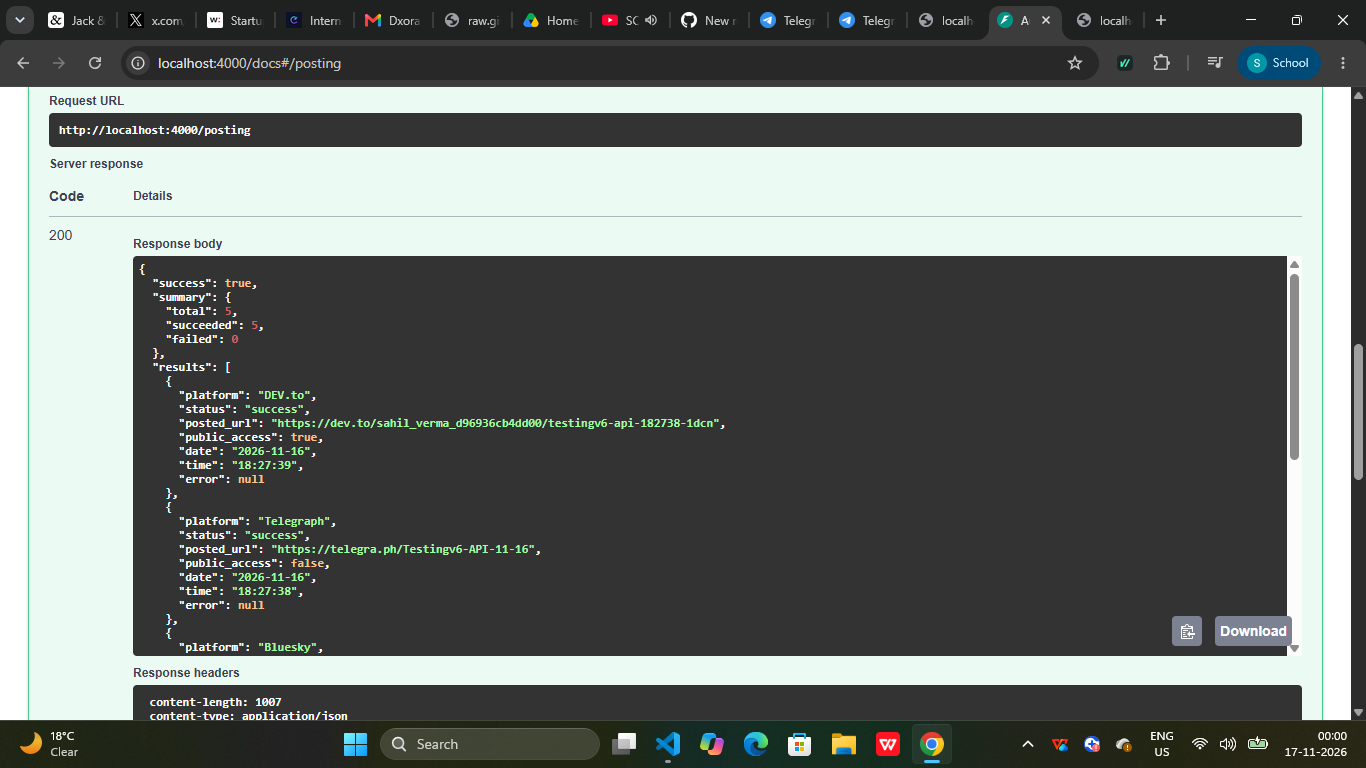 Jack &
x.com
Startu
Intern
Dxora
raw.gi
Home
SC
New r
Telegr
Telegr
localh
A
localh
localhost:4000/docs#/posting
School
Request URL
http://localhost:4000/posting
Server response
Code Details
200
Response body
{
"success": true,
"summary": {
"total": 5,
"succeeded": 5,
"failed": 0
},
"results": [
{
"platform": "DEV.to",
"status": "success",
"posted_url": "https://dev.to/sahil_verma_d96936cb4dd00/testingv6-api-182738-1dcn",
"public_access": true,
"date": "2026-11-16",
"time": "18:27:39",
"error": null
},
{
"platform": "Telegraph",
"status": "success",
"posted_url": "https://telegra.ph/Testingv6-API-11-16",
"public_access": false,
"date": "2026-11-16",
"time": "18:27:38",
"error": null
},
{
"platform": "Bluesky",
Download
Response headers
content-length: 1007
content-type: application/json
18°C
Clear
Search
ENG
US
00:00
17-11-2026